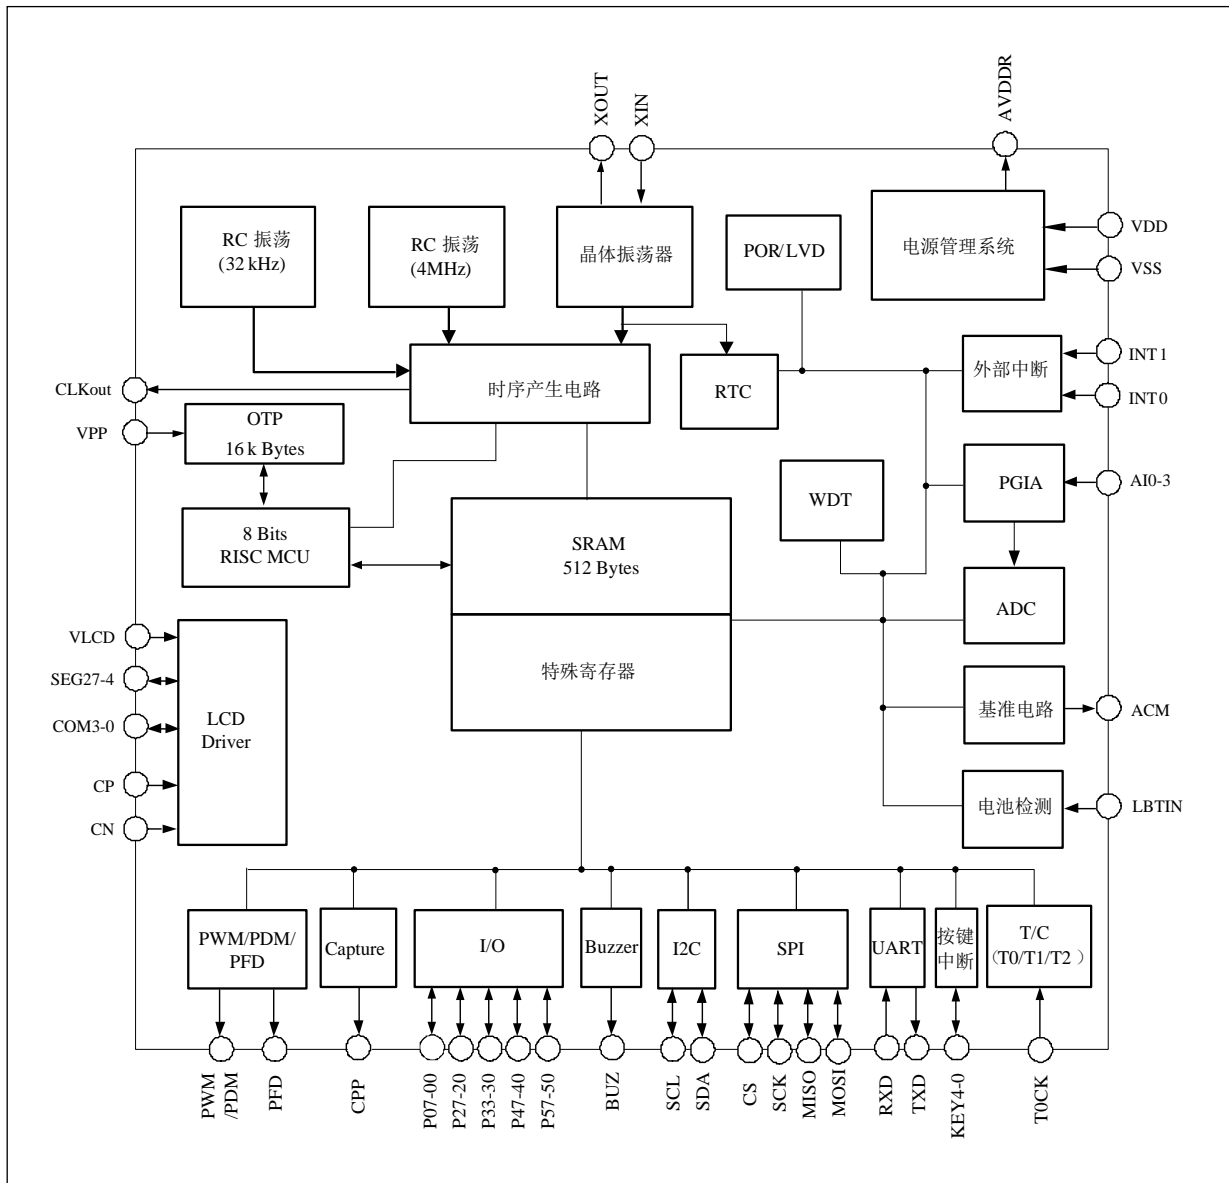 XOUT
XIN
AVDDR
RC 振荡
(32 kHz)
RC 振荡
(4MHz)
晶体振荡器
POR/LVD
电源管理系统
VDD
VSS
时序产生电路
RTC
外部中断
INT1
INT0
CLKout
VPP
OTP
16 k Bytes
8 Bits
RISC MCU
SRAM
512 Bytes
特殊寄存器
WDT
PGIA
AI0-3
ADC
基准电路
ACM
电池检测
LBTIN
VLCD
SEG27-4
COM3-0
CP
CN
LCD
Driver
PWM/PDM/
PFD
Capture
I/O
Buzzer
I2C
SPI
UART
按键
中断
T/C
（T0/T1/T2 ）
PWM
/PDM
PFD
CPP
P07-00
P27-20
P33-30
P47-40
P57-50
BUZ
SCL
SDA
CS
SCK
MISO
MOSI
RXD
TXD
KEY4-0
T0CK